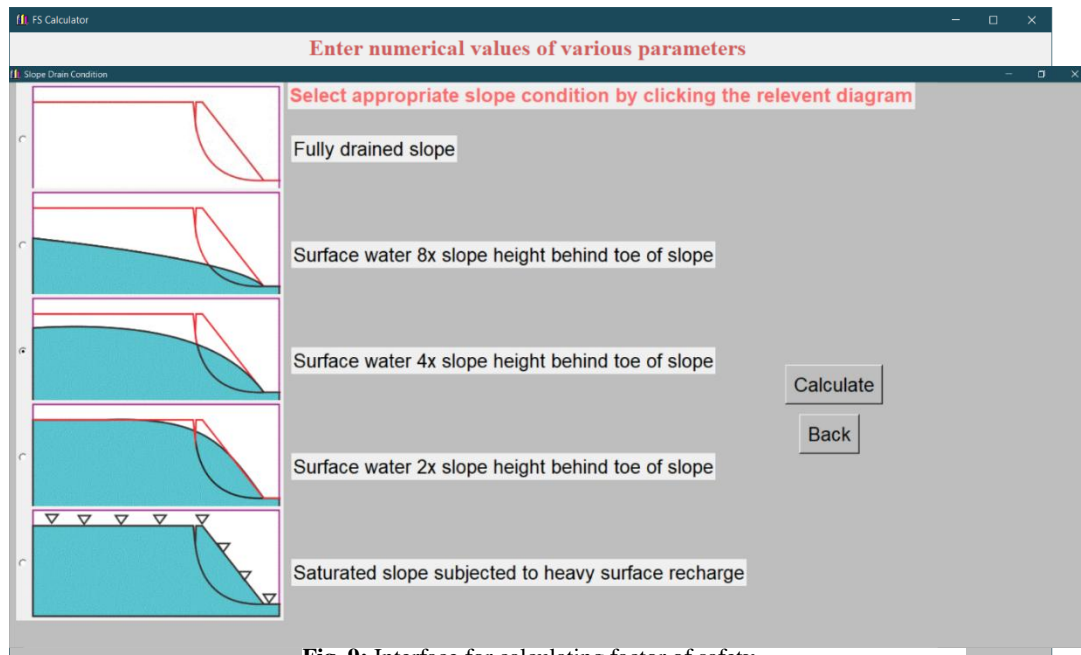 FS Calculator
Enter numerical values of various parameters
Slope Drain Condition
Select appropriate slope condition by clicking the relevent diagram
Fully drained slope
Surface water 8x slope height behind toe of slope
Surface water 4x slope height behind toe of slope
Calculate
Back
Surface water 2x slope height behind toe of slope
Saturated slope subjected to heavy surface recharge
Fig. 9: Interface for calculating factor of safety